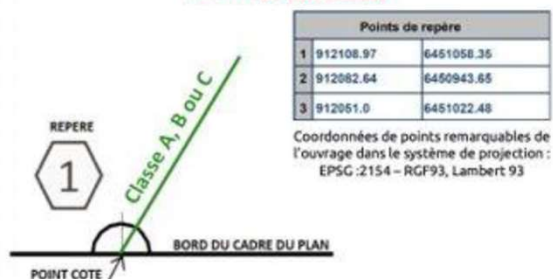 Points de repère
1 912108.97 6451058.35
2 912082.64 6450943.65
3 912051.0 6451022.48
Coordonnées de points remarquables de
l'ouvrage dans le système de projection :
EPSG :2154 – RGF93, Lambert 93
REPERE
1
Classe A, B ou C
BORD DU CADRE DU PLAN
POINT COTE